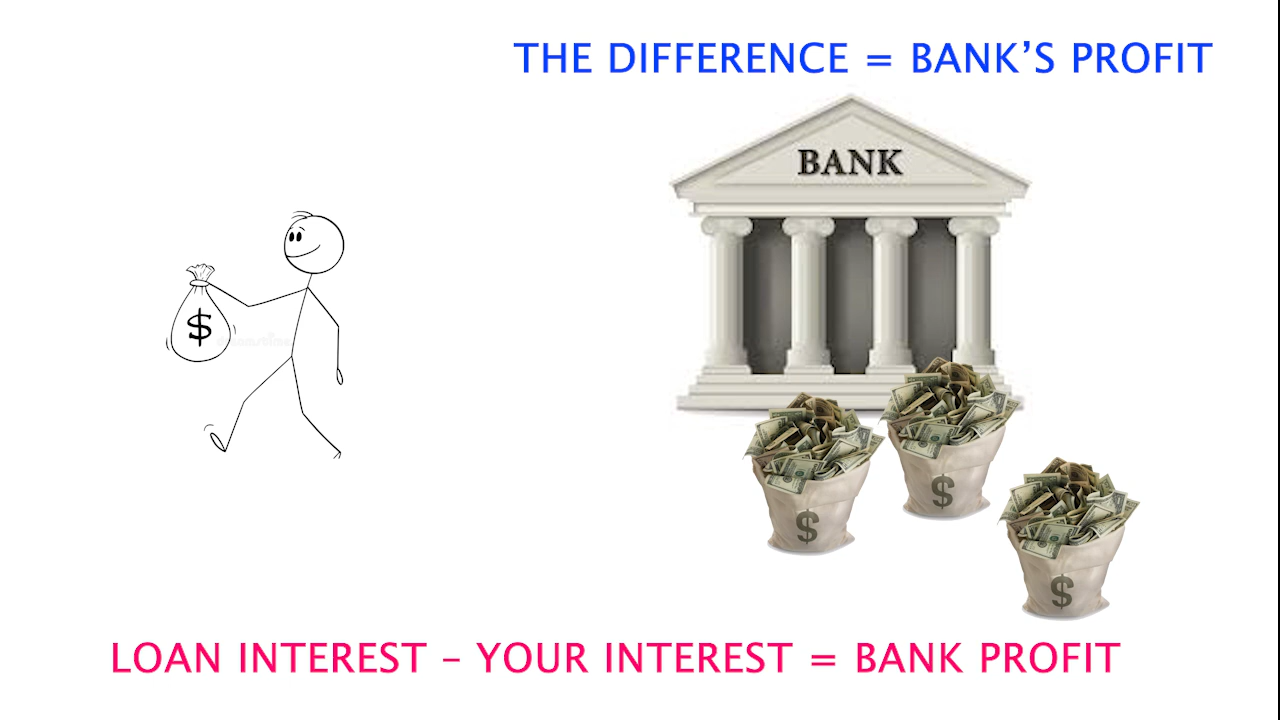 THE DIFFERENCE = BANK’S PROFIT
BANK
$
$
$
$
LOAN INTEREST – YOUR INTEREST = BANK PROFIT